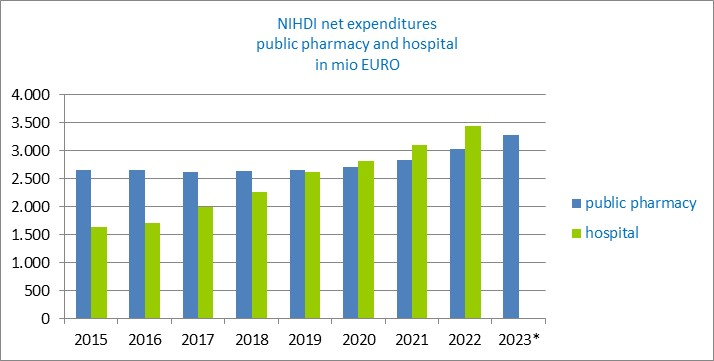 NIHDI net expenditures
public pharmacy and hospital
in mio EURO
4.000
3.500
3.000
2.500
2.000
1.500
1.000
500
0
2015 2016 2017 2018 2019 2020 2021 2022 2023*
public pharmacy
hospital